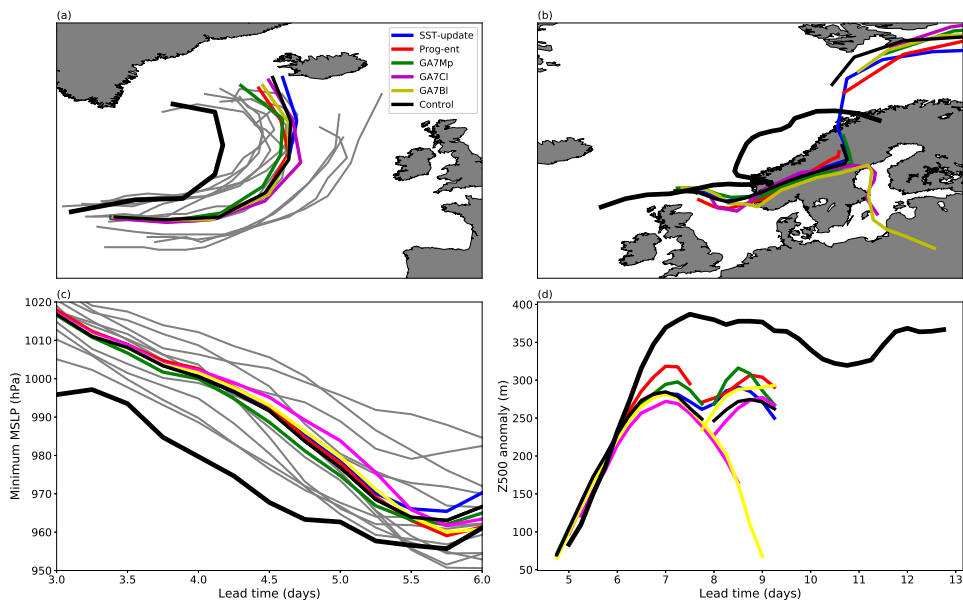 (a)
SST-update
Prog-ent
GA7Mp
GA7Cl
GA7Bl
Control
(b)
(c)
1020
1010
1000
990
980
970
960
950
Minimum MSLP (hPa)
3.0 3.5 4.0 4.5 5.0 5.5 6.0
Lead time (days)
(d)
400
350
300
250
200
150
100
50
Z500 anomaly (m)
5 6 7 8 9 10 11 12 13
Lead time (days)